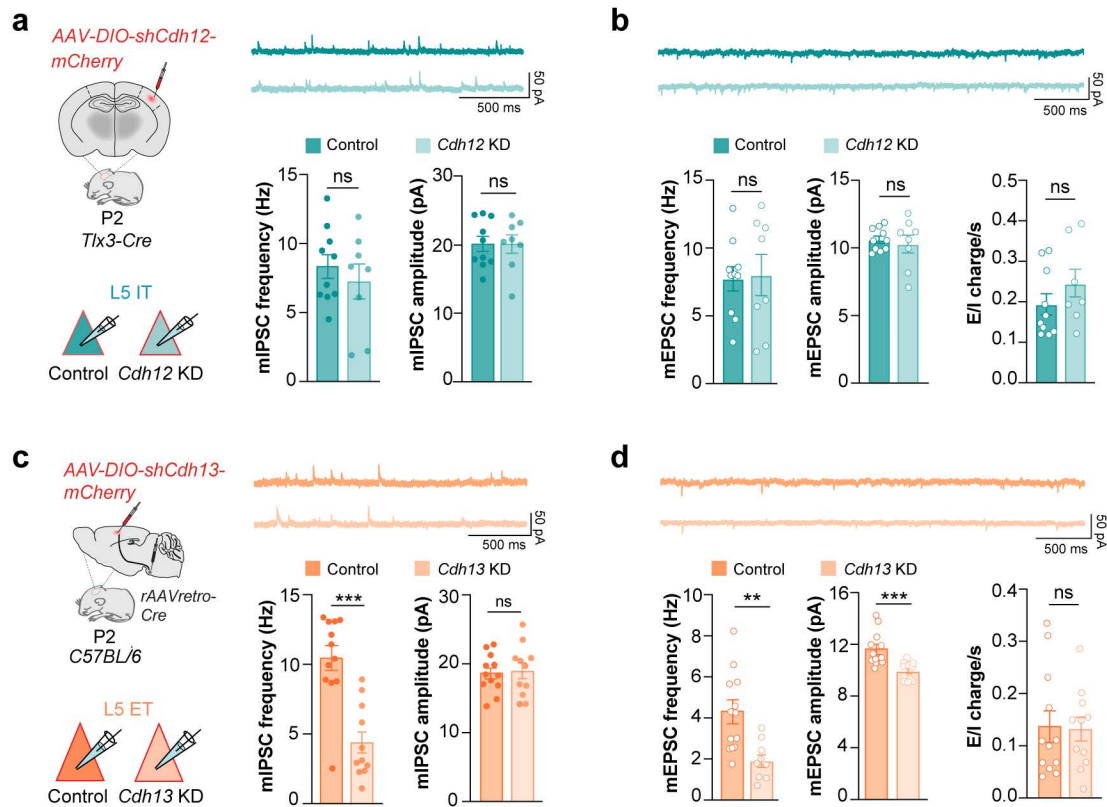 a
AAV-DIO-shCdh12-
mCherry
P2
Tlx3-Cre
L5 IT
Control Cdh12 KD
50 pA
500 ms
Control Cdh12 KD
mIPSC frequency (Hz)
15
10
5
0
ns
mIPSC amplitude (pA)
30
20
10
0
ns
b
50 pA
500 ms
Control Cdh12 KD
mEPSC frequency (Hz)
15
10
5
0
ns
mEPSC amplitude (pA)
15
10
5
0
ns
E/I charge/s
0.4
0.3
0.2
0.1
0.0
ns
c
AAV-DIO-shCdh13-
mCherry
rAAVretro-
Cre
P2
C57BL/6
L5 ET
Control Cdh13 KD
50 pA
500 ms
Control Cdh13 KD
mIPSC frequency (Hz)
15
10
5
0
***
mIPSC amplitude (pA)
30
20
10
0
ns
d
50 pA
500 ms
Control Cdh13 KD
mEPSC frequency (Hz)
10
8
6
4
2
0
**
mEPSC amplitude (pA)
16
12
8
4
0
***
E/I charge/s
0.4
0.3
0.2
0.1
0.0
ns